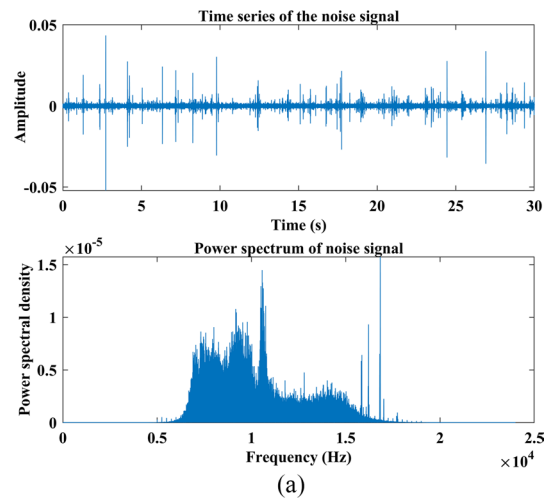 Time series of the noise signal
0.05
0
-0.05
Amplitude
0 5 10 15 20 25 30
Time (s)
×10⁻⁵
Power spectrum of noise signal
1.5
1
0.5
0
Power spectral density
0 0.5 1 1.5 2 2.5
Frequency (Hz)
×10⁴
(a)